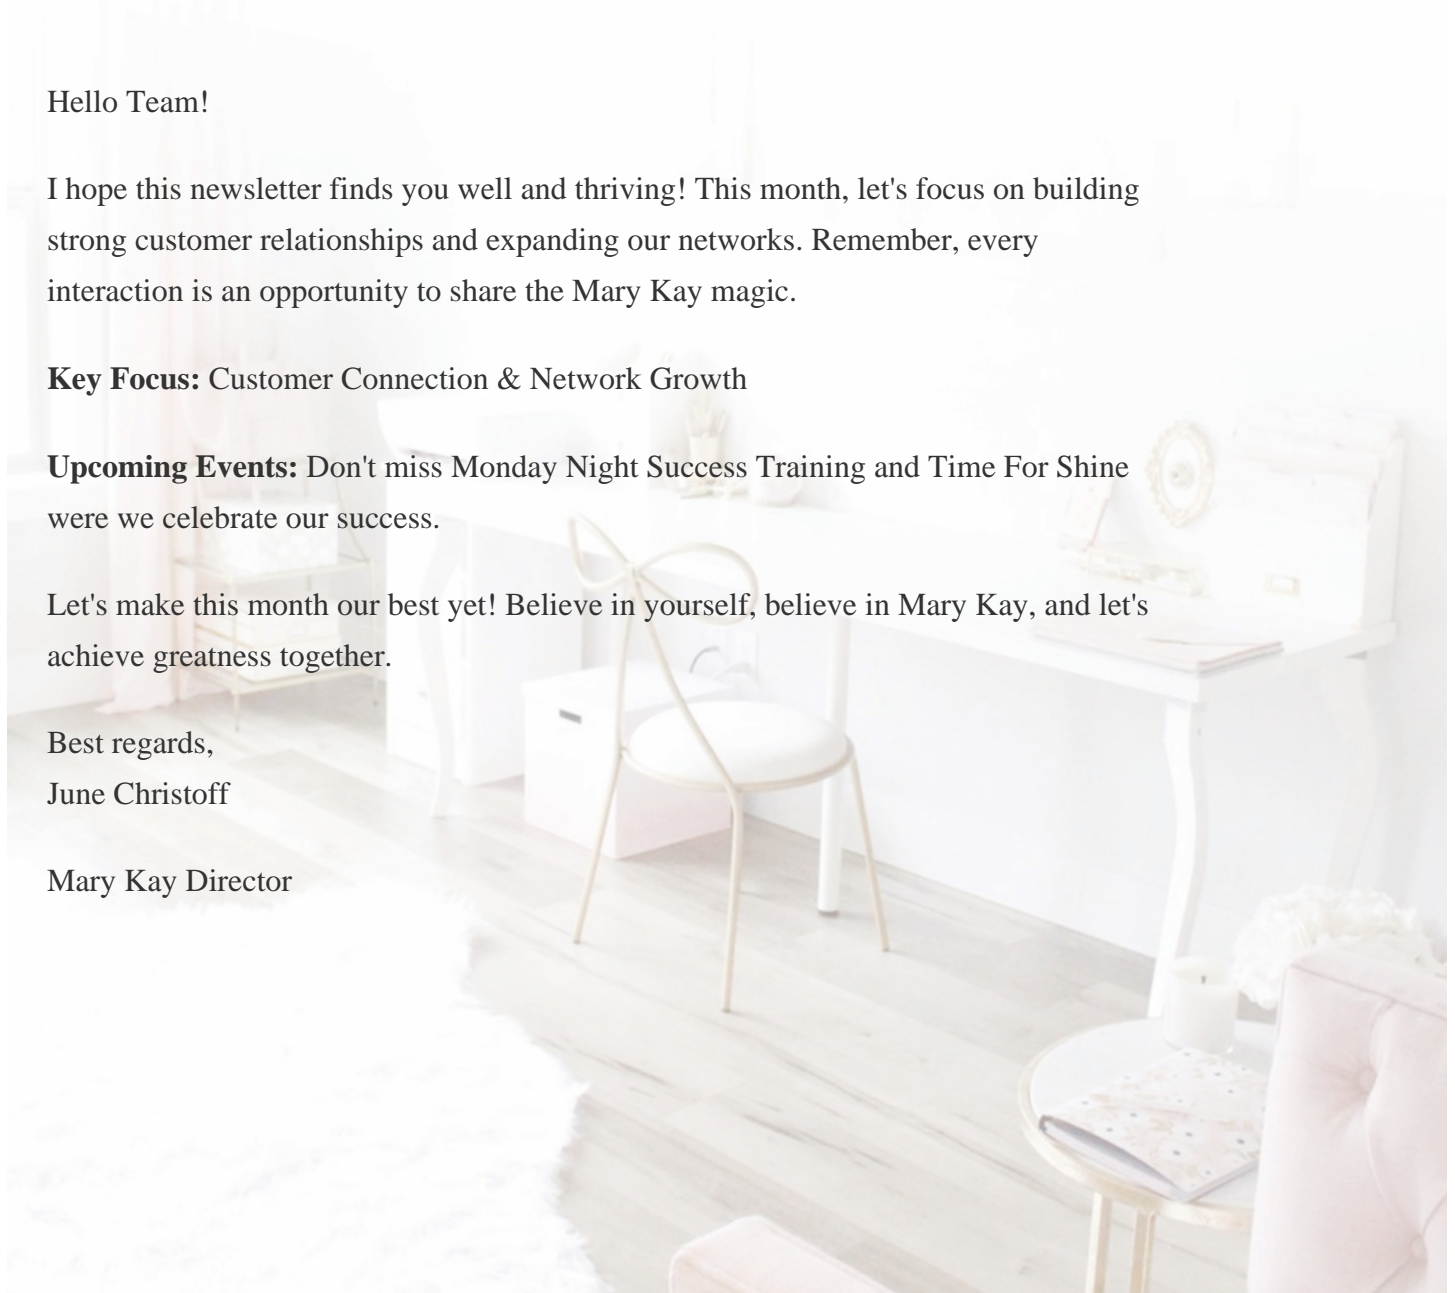 Hello Team!
I hope this newsletter finds you well and thriving! This month, let's focus on building
strong customer relationships and expanding our networks. Remember, every
interaction is an opportunity to share the Mary Kay magic.
Key Focus: Customer Connection & Network Growth
Upcoming Events: Don't miss Monday Night Success Training and Time For Shine
were we celebrate our success.
Let's make this month our best yet! Believe in yourself, believe in Mary Kay, and let's
achieve greatness together.
Best regards,
June Christoff
Mary Kay Director